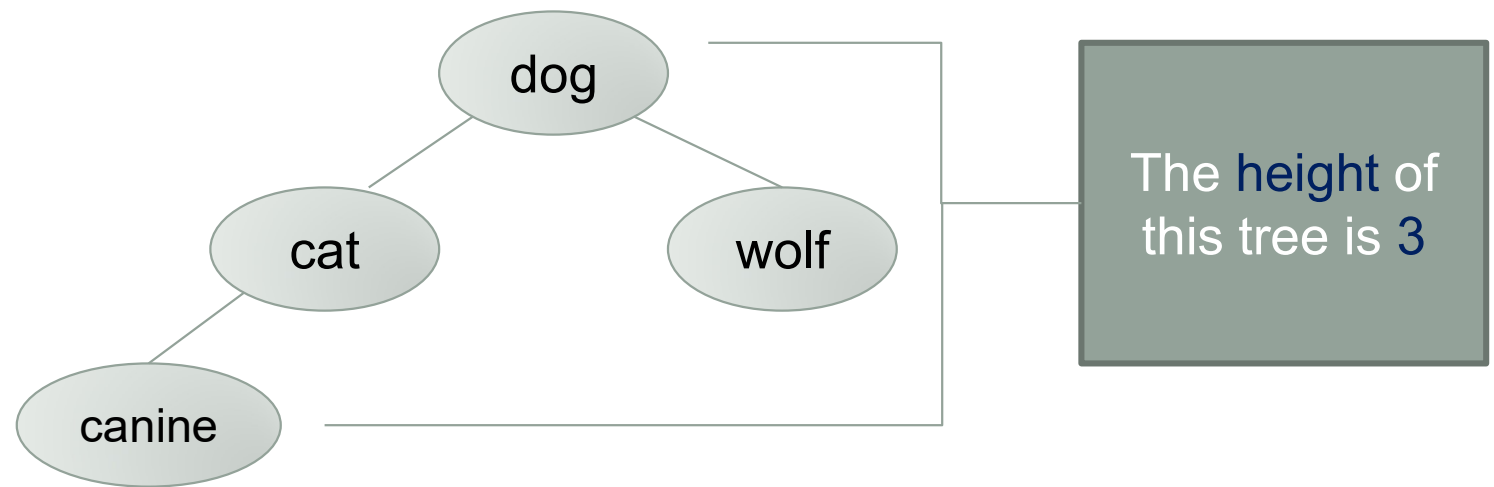 dog
cat
wolf
canine
The height of
this tree is 3